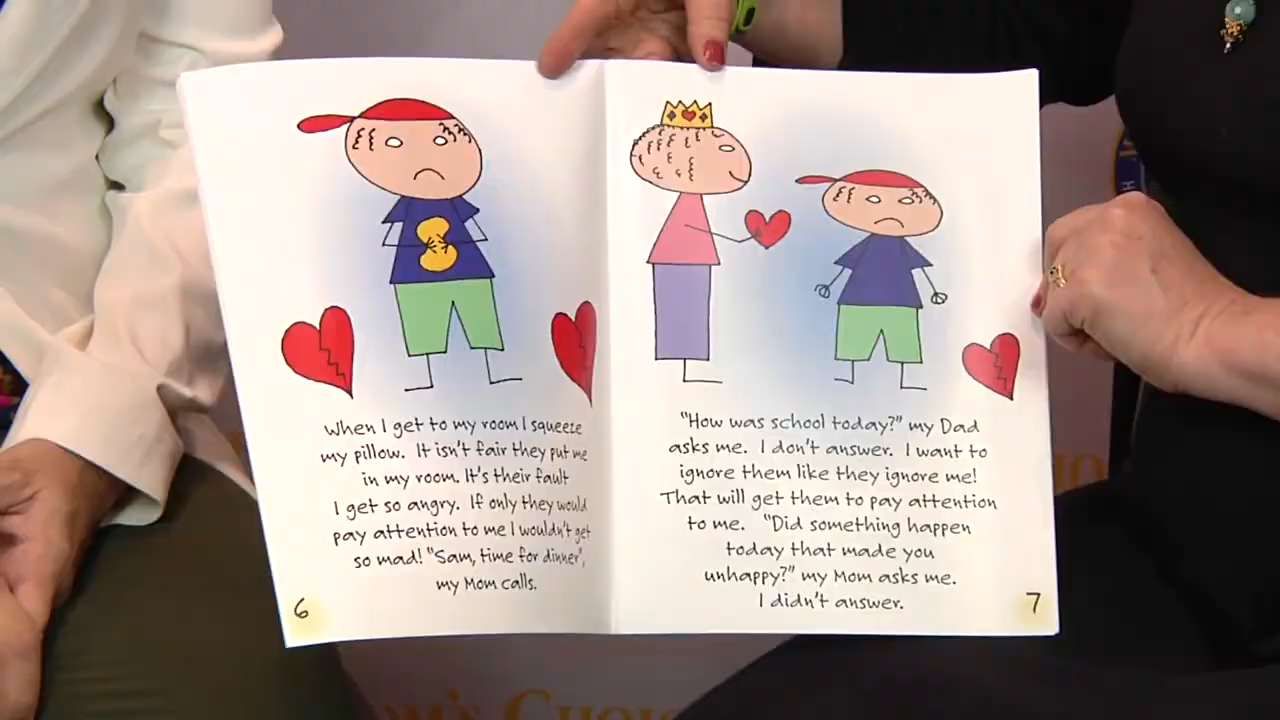 When I get to my room I squeeze
my pillow. It isn't fair they put me
in my room. It's their fault
I get so angry. If only they would
pay attention to me I wouldn't get
so mad! "Sam, time for dinner",
my Mom calls.
6
"How was school today?" my Dad
asks me. I don't answer. I want to
ignore them like they ignore me!
That will get them to pay attention
to me. "Did something happen
today that made you
unhappy?" my Mom asks me.
I didn't answer.
7